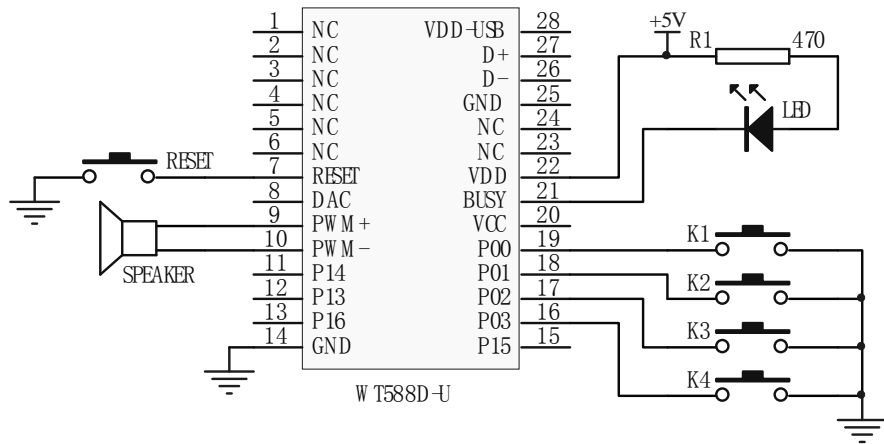 1 NC VDD-USB 28
2 NC D+ 27
3 NC D- 26
4 NC GND 25
5 NC NC 24
6 NC NC 23
7 RESET VDD 22
8 DAC BUSY 21
9 PWM+ VCC 20
10 PWM- P00 19
11 P14 P01 18
12 P13 P02 17
13 P16 P03 16
14 GND P15 15
WT588D-U
RESET
SPEAKER
+5V
R1 470
LED
K1
K2
K3
K4